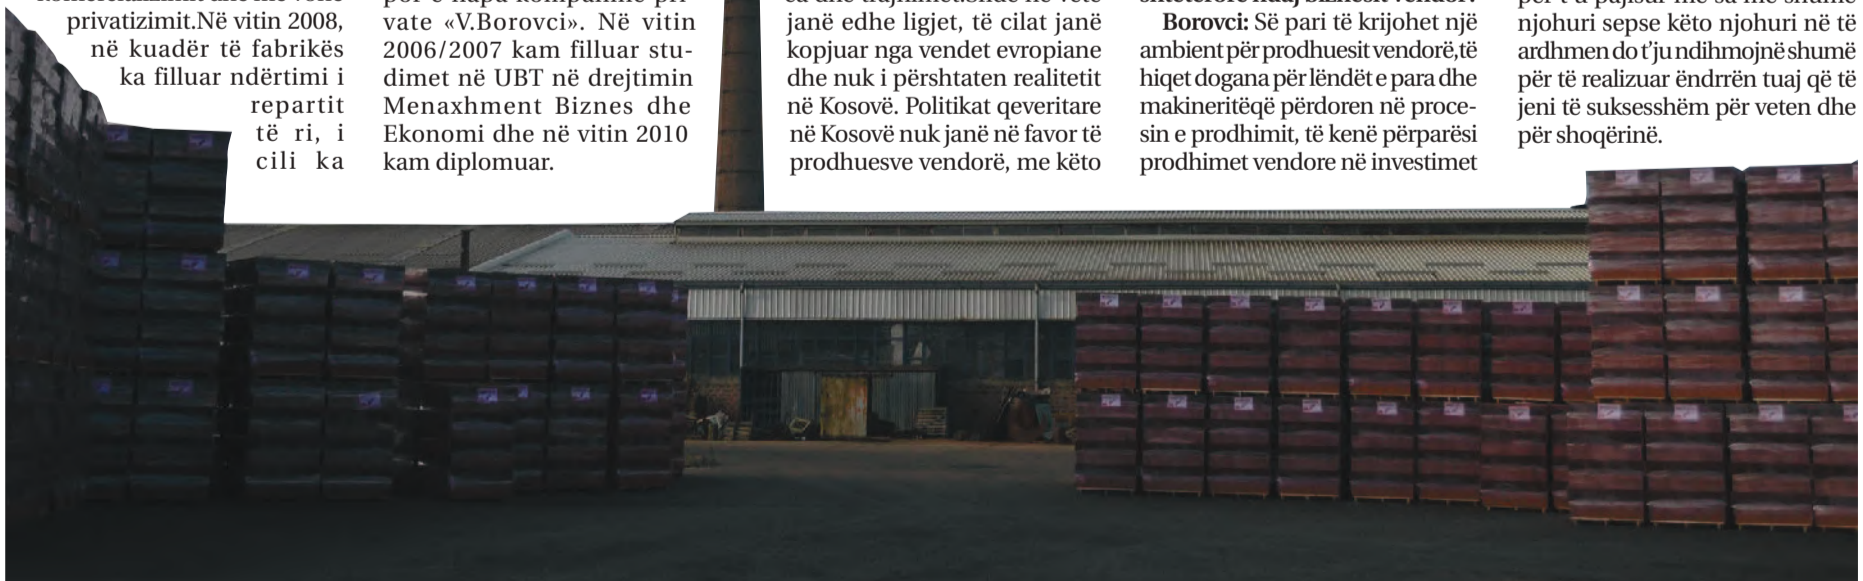 privatizimit.Në vitin 2008,
në kuadër të fabrikës
ka filluar ndërtimi i
repartit
të ri, i
cili ka
vate «V.Borovci». Në vitin
2006/2007 kam filluar stu-
dimet në UBT në drejtimin
Menaxhment Biznes dhe
Ekonomi dhe në vitin 2010
kam diplomuar.
janë edhe ligjet, të cilat janë
kopjuar nga vendet evropiane
dhe nuk i përshtaten realitetit
në Kosovë. Politikat qeveritare
në Kosovë nuk janë në favor të
prodhuesve vendorë, me këto
Borovci: Së pari të krijohet një
ambient për prodhuesit vendorë,të
hiqet dogana për lëndët e para dhe
makineritëqë përdoren në proce-
sin e prodhimit, të kenë përparësi
prodhimet vendore në investimet
njohuri sepse këto njohuri në të
ardhmen do t’ju ndihmojnë shumë
për të realizuar ëndrrën tuaj që të
jeni të suksesshëm për veten dhe
për shoqërinë.